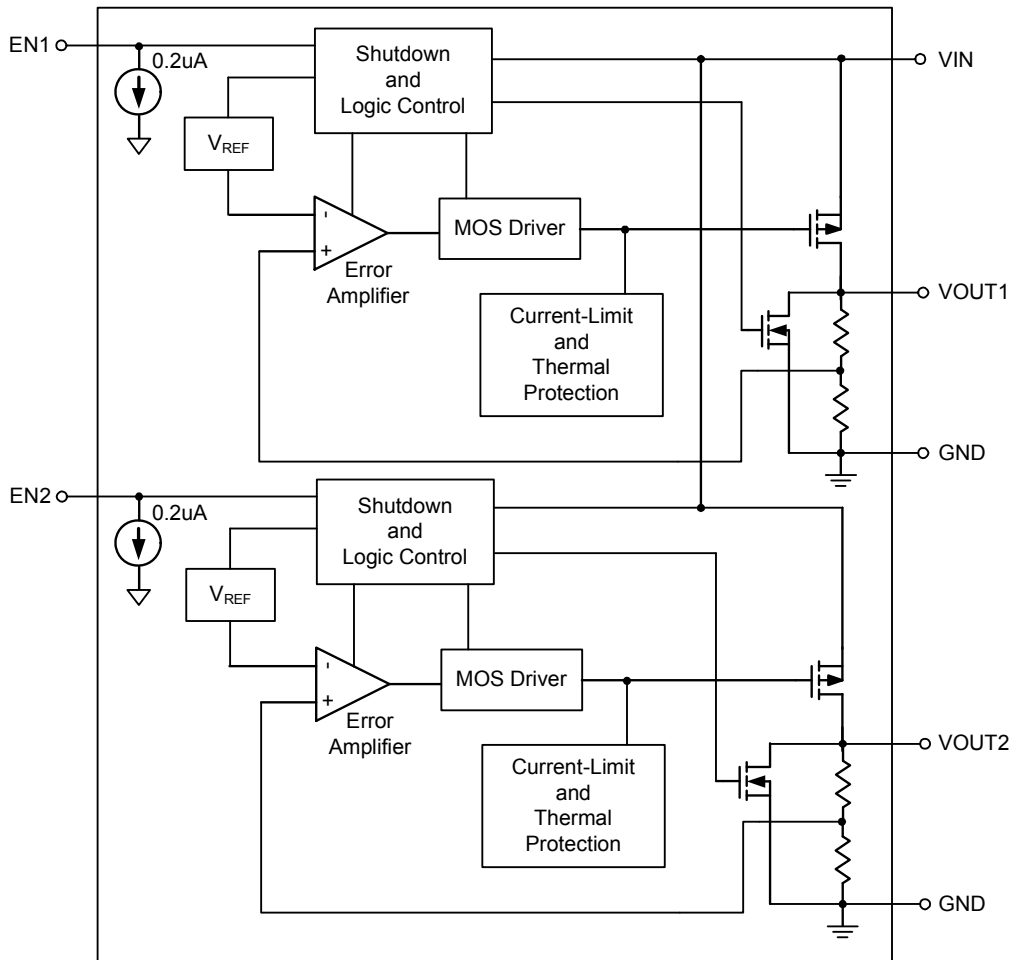 EN1
0.2uA
Shutdown
and
Logic Control
VIN
VREF
-
+
Error
Amplifier
MOS Driver
Current-Limit
and
Thermal
Protection
VOUT1
GND
EN2
0.2uA
Shutdown
and
Logic Control
VREF
-
+
Error
Amplifier
MOS Driver
Current-Limit
and
Thermal
Protection
VOUT2
GND